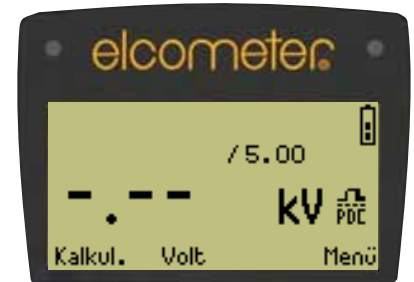 elcometer
/5.00
-.-- kV PDC
Kalkul. Volt Menü